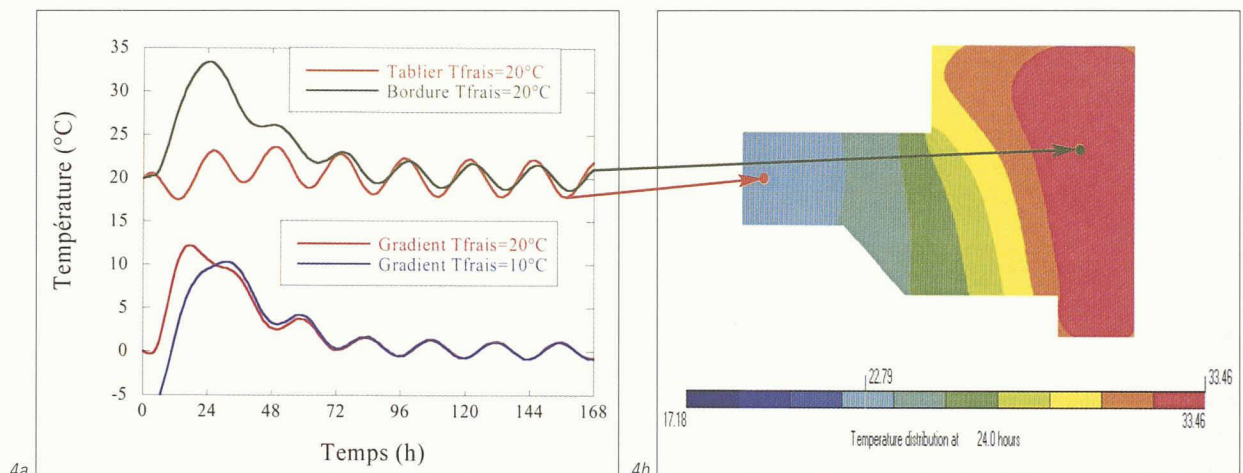 35
30
25
20
15
10
5
0
-5
Température (°C)
Tablier Tfrais=20°C
Bordure Tfrais=20°C
Gradient Tfrais=20°C
Gradient Tfrais=10°C
0 24 48 72 96 120 144 168
Temps (h)
4a
22.79 33.46
17.18 33.46
Temperature distribution at 24.0 hours
4b